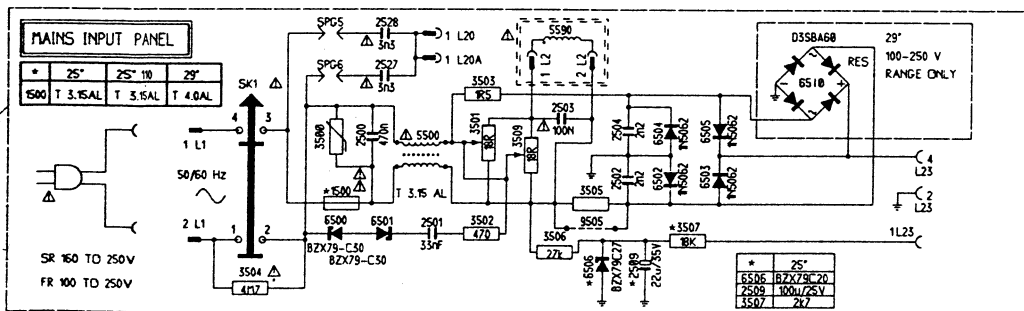 MAINS INPUT PANEL
* 25" 25" 110 29"
1500 T 3.15AL T 3.15AL T 4.0AL
SK1
4 3
1 L1
50/60 Hz
2 L1
1 2
SR 160 TO 250V
FR 100 TO 250V
3504
4M7
SPG5
2528
3n3
1 L20
SPG6
2527
3n3
1 L20A
3508
2500
470n
5500
*1500
T 3.15 AL
6500
BZX79-C30
6501
BZX79-C30
2501
33nF
3502
470
3503
1R5
3501
18R
3509
18R
5590
1 L2
2 L2
2503
100N
2504
2n2
6504
1N5062
6505
1N5062
2502
2n2
6502
1N5062
6503
1N5062
3505
9505
3506
27k
*6506
BZX79C27
*2509
22u/35V
*3507
18K
D3SBA60
6510
- +
RES
29"
100-250 V
RANGE ONLY
4
L23
2
L23
1L23
* 25"
6506 BZX79C20
2509 100u/25V
3507 2k7